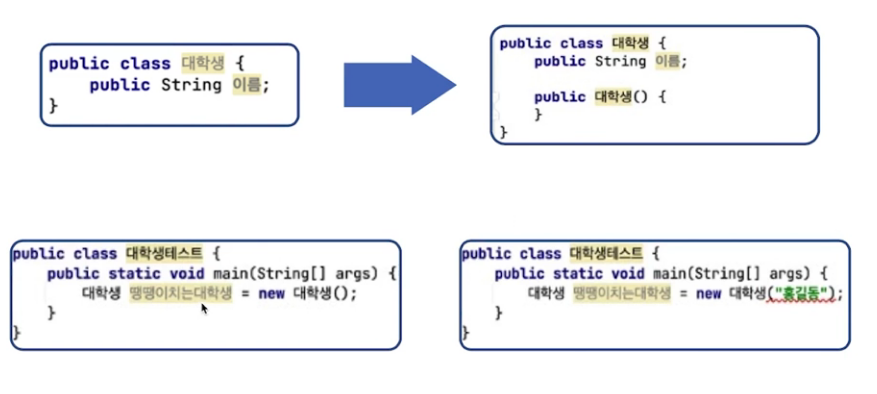 public class 대학생 {
    public String 이름;
}
public class 대학생 {
    public String 이름;
    public 대학생() {
    }
}
public class 대학생테스트 {
    public static void main(String[] args) {
        대학생 땡땡이치는대학생 = new 대학생();
    }
}
public class 대학생테스트 {
    public static void main(String[] args) {
        대학생 땡땡이치는대학생 = new 대학생("홍길동");
    }
}